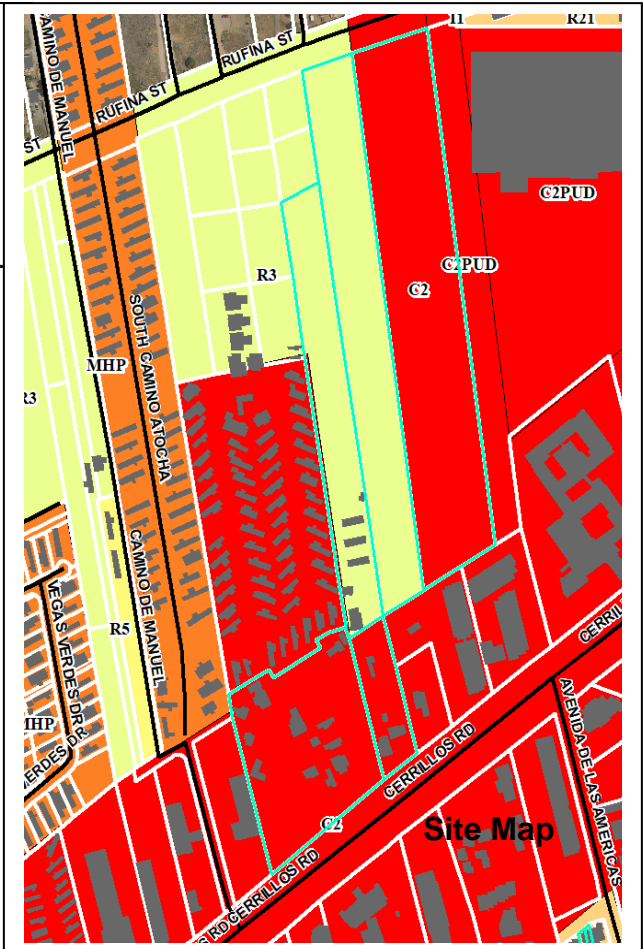 I1
R21
CAMINO DE MANUEL
RUFINA ST
RUFINA ST
ST
C2PUD
R3
C2PUD
C2
SOUTH CAMINO ATOCHA
MHP
R3
CAMINO DE MANUEL
VEGAS VERDES DR
R5
CERRIL
MHP
VERDES DR
AVENIDA DE LAS AMERICAS
CERRILLOS RD
C2
Site Map
S RD
CERRILLOS RD